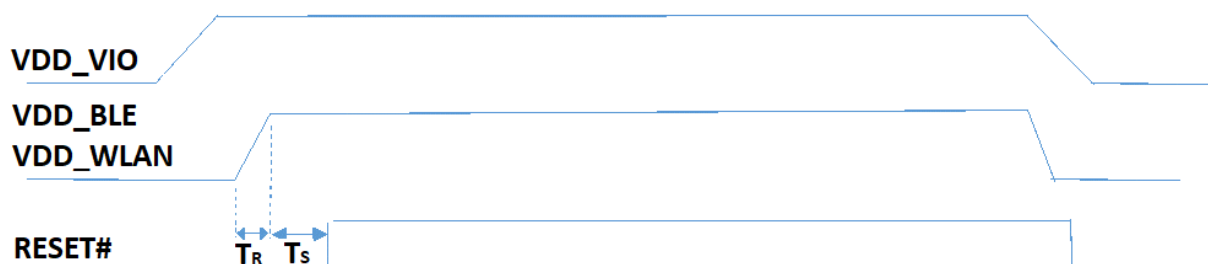 VDD_VIO
VDD_BLE
VDD_WLAN
RESET# TR TS